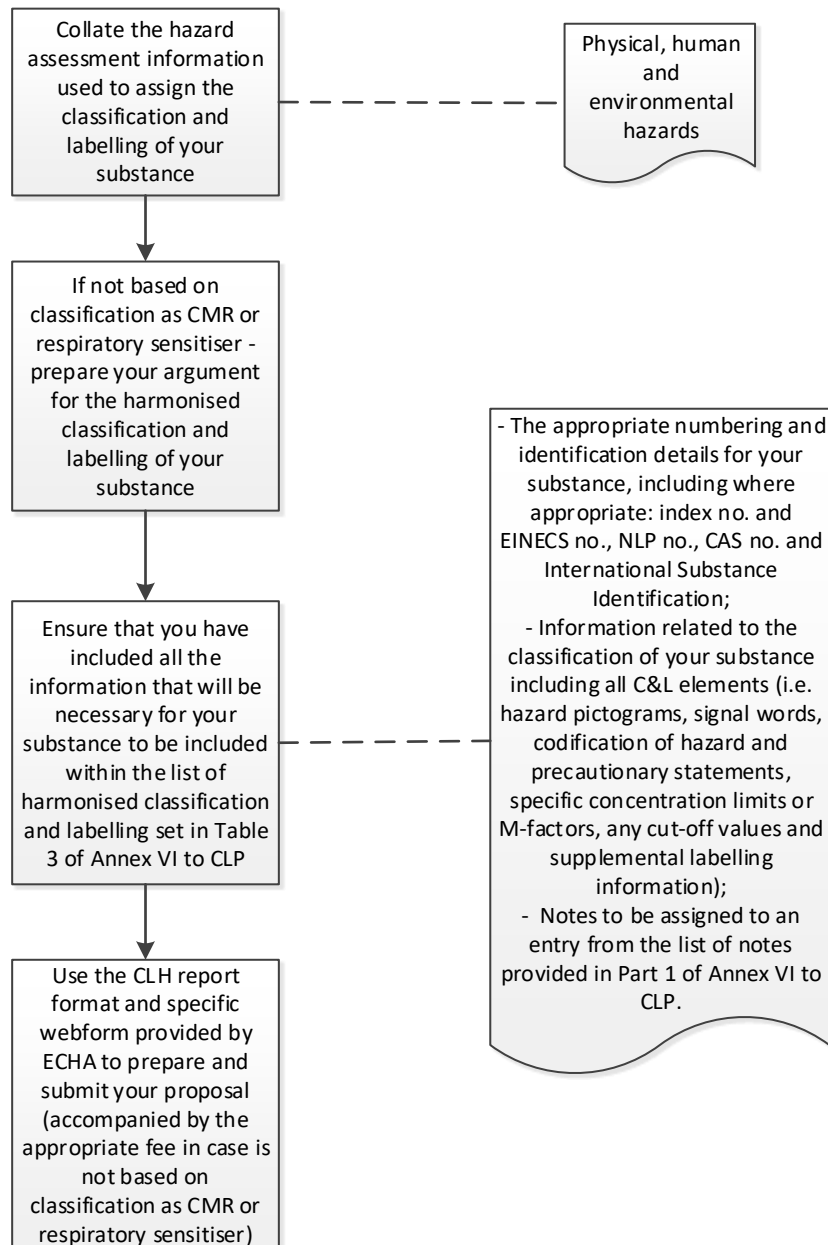 Collate the hazard
assessment information
used to assign the
classification and
labelling of your
substance
Physical, human
and
environmental
hazards
If not based on
classification as CMR or
respiratory sensitiser -
prepare your argument
for the harmonised
classification and
labelling of your
substance
- The appropriate numbering and
identification details for your
substance, including where
appropriate: index no. and
EINECS no., NLP no., CAS no. and
International Substance
Identification;
- Information related to the
classification of your substance
including all C&L elements (i.e.
hazard pictograms, signal words,
codification of hazard and
precautionary statements,
specific concentration limits or
M-factors, any cut-off values and
supplemental labelling
information);
- Notes to be assigned to an
entry from the list of notes
provided in Part 1 of Annex VI to
CLP.
Ensure that you have
included all the
information that will be
necessary for your
substance to be included
within the list of
harmonised classification
and labelling set in Table
3 of Annex VI to CLP
Use the CLH report
format and specific
webform provided by
ECHA to prepare and
submit your proposal
(accompanied by the
appropriate fee in case is
not based on
classification as CMR or
respiratory sensitiser)